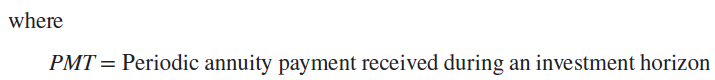 where
PMT = Periodic annuity payment received during an investment horizon